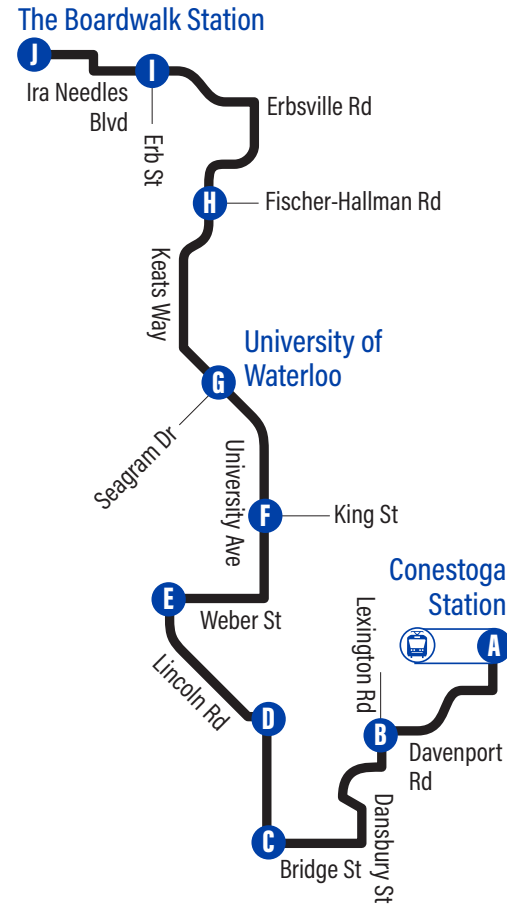 The Boardwalk Station
J
I
Ira Needles
Blvd
Erb St
Erbsville Rd
H
Fischer-Hallman Rd
Keats Way
University of
Waterloo
G
Seagram Dr
University Ave
F
King St
Conestoga
Station
E
Weber St
Lexington Rd
A
Lincoln Rd
D
B
Davenport
Rd
Dansbury St
C
Bridge St